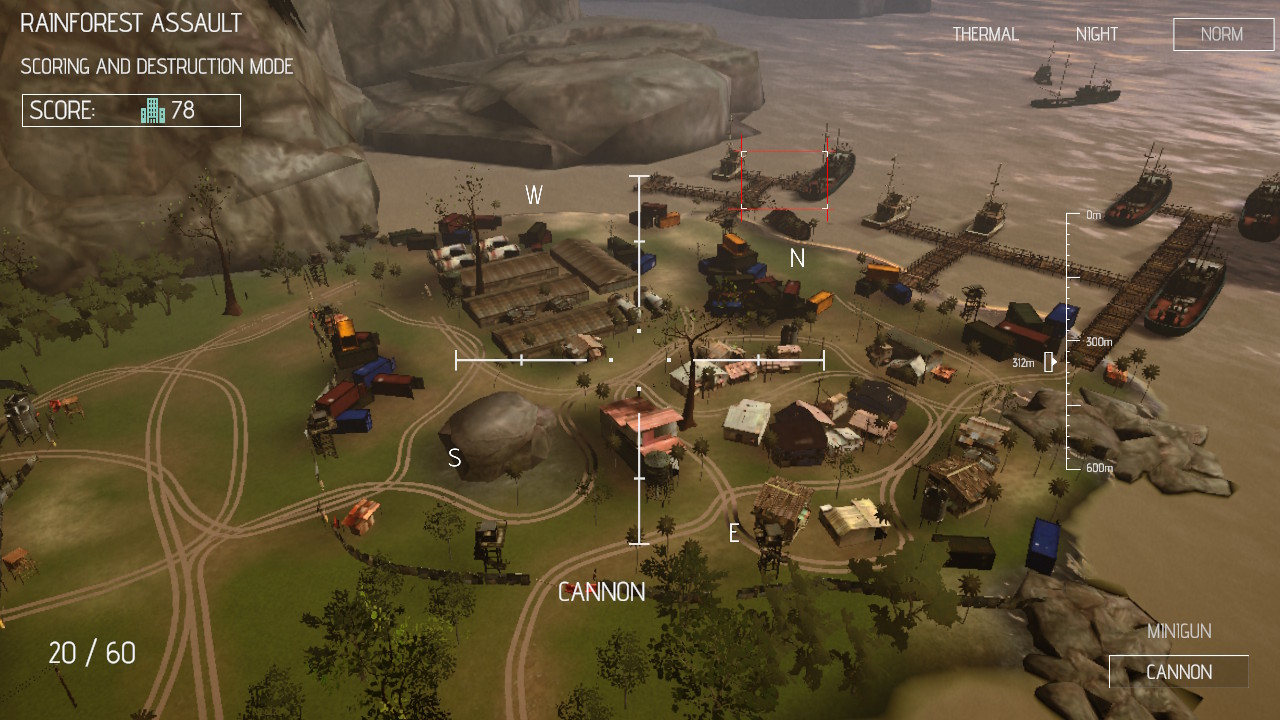 RAINFOREST ASSAULT
SCORING AND DESTRUCTION MODE
SCORE: 78
THERMAL NIGHT NORM
W
N
S
E
0m
300m
312m
600m
CANNON
20 / 60
MINIGUN
CANNON